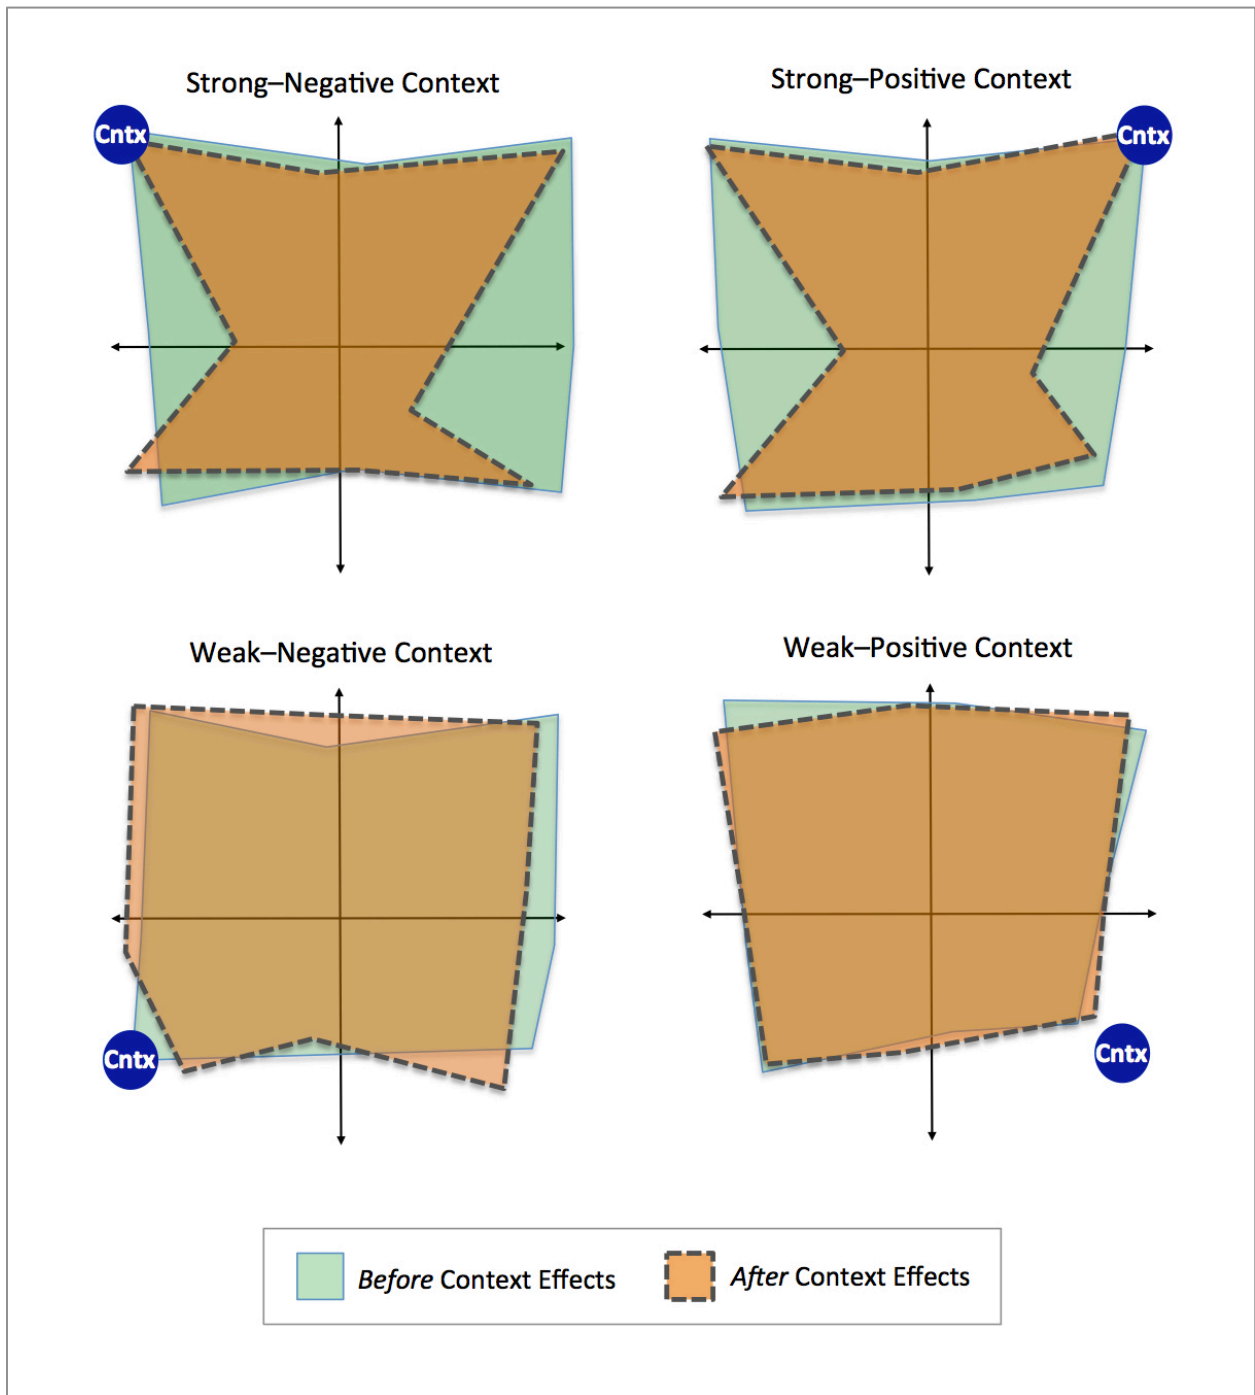 Strong–Negative Context
Strong–Positive Context
Cntx
Cntx
Weak–Negative Context
Weak–Positive Context
Cntx
Cntx
Before Context Effects
After Context Effects